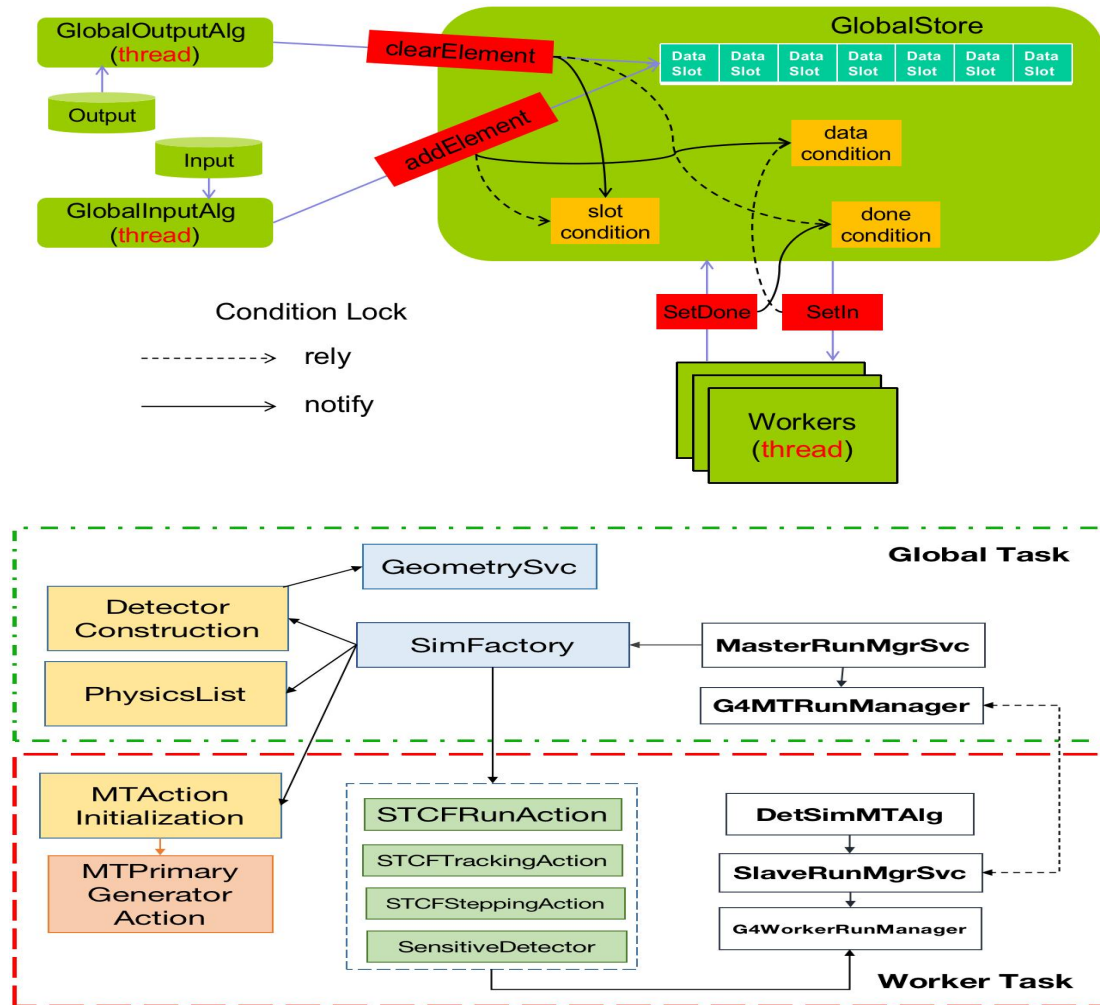 GlobalOutputAlg
(thread)
Output
Input
GlobalInputAlg
(thread)
clearElement
addElement
GlobalStore
Data
Slot
Data
Slot
Data
Slot
Data
Slot
Data
Slot
Data
Slot
Data
Slot
data
condition
slot
condition
done
condition
SetDone
SetIn
Condition Lock
rely
notify
Workers
(thread)
Global Task
GeometrySvc
Detector
Construction
SimFactory
MasterRunMgrSvc
PhysicsList
G4MTRunManager
MTAction
Initialization
MTPrimary
Generator
Action
STCFRunAction
STCFTrackingAction
STCFSteppingAction
SensitiveDetector
DetSimMTAlg
SlaveRunMgrSvc
G4WorkerRunManager
Worker Task